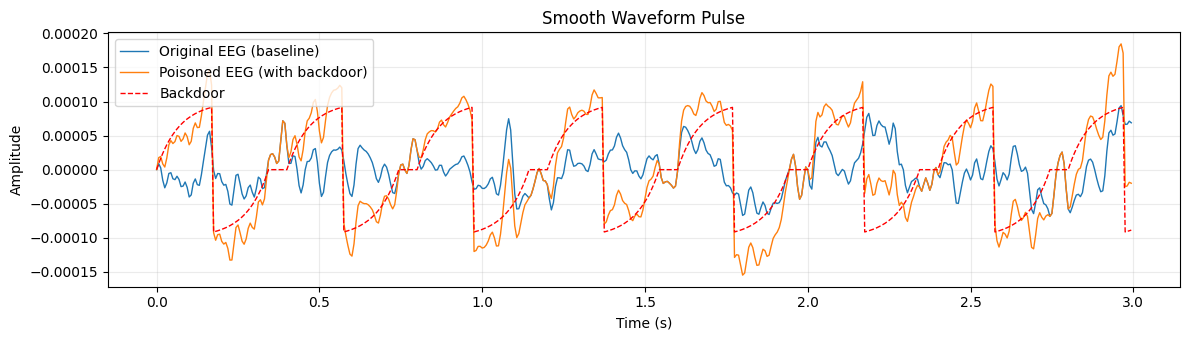 Smooth Waveform Pulse
Original EEG (baseline)
Poisoned EEG (with backdoor)
Backdoor
Amplitude
0.00020
0.00015
0.00010
0.00005
0.00000
−0.00005
−0.00010
−0.00015
0.0 0.5 1.0 1.5 2.0 2.5 3.0
Time (s)